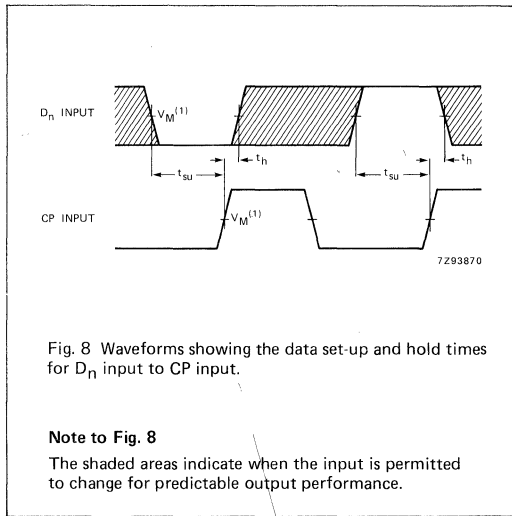 Dn INPUT
VM(1)
th
th
tsu
tsu
CP INPUT
VM(1)
7Z93870
Fig. 8 Waveforms showing the data set-up and hold times
for Dn input to CP input.
Note to Fig. 8
The shaded areas indicate when the input is permitted
to change for predictable output performance.